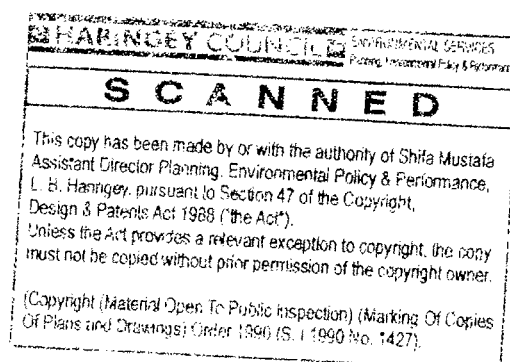 HARINGEY COUNCIL
ENVIRONMENTAL SERVICES
Planning, Environmental Policy & Performance
SCANNED
This copy has been made by or with the authority of Shifa Mustafa
Assistant Director Planning, Environmental Policy & Performance,
L. B. Haringey, pursuant to Section 47 of the Copyright,
Design & Patents Act 1988 ("the Act").
Unless the Act provides a relevant exception to copyright, the copy
must not be copied without prior permission of the copyright owner.
(Copyright (Material Open To Public Inspection) (Marking Of Copies
Of Plans and Drawings) Order 1990 (S. I 1990 No. 1427).